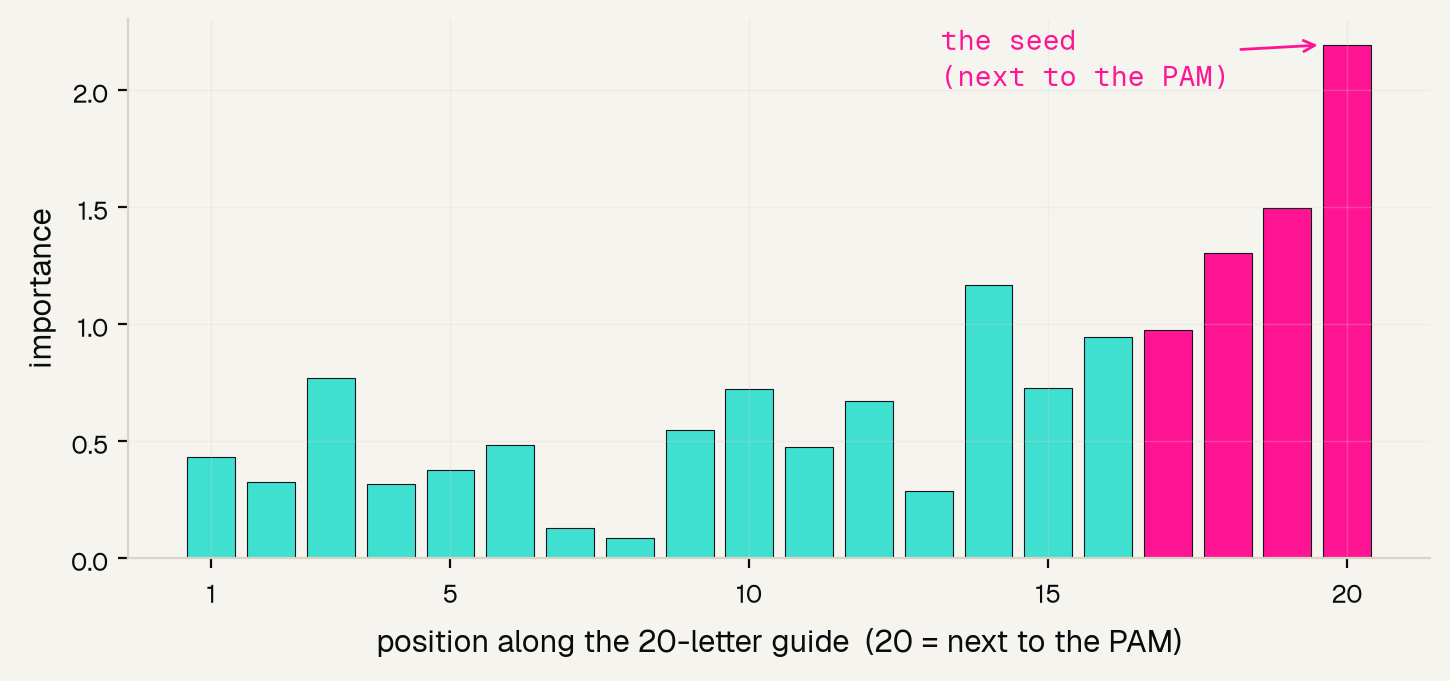 the seed
(next to the PAM)
2.0
1.5
1.0
0.5
0.0
importance
1 5 10 15 20
position along the 20-letter guide (20 = next to the PAM)